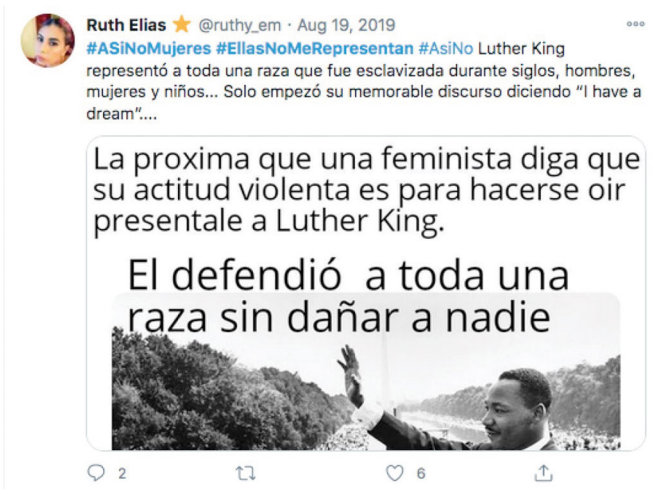 Ruth Elias @ruthy_em · Aug 19, 2019
#ASiNoMujeres #EllasNoMeRepresentan #AsiNo Luther King
representó a toda una raza que fue esclavizada durante siglos, hombres,
mujeres y niños... Solo empezó su memorable discurso diciendo “I have a
dream“....
La proxima que una feminista diga que
su actitud violenta es para hacerse oir
presentale a Luther King.
El defendió a toda una
raza sin dañar a nadie
2
6